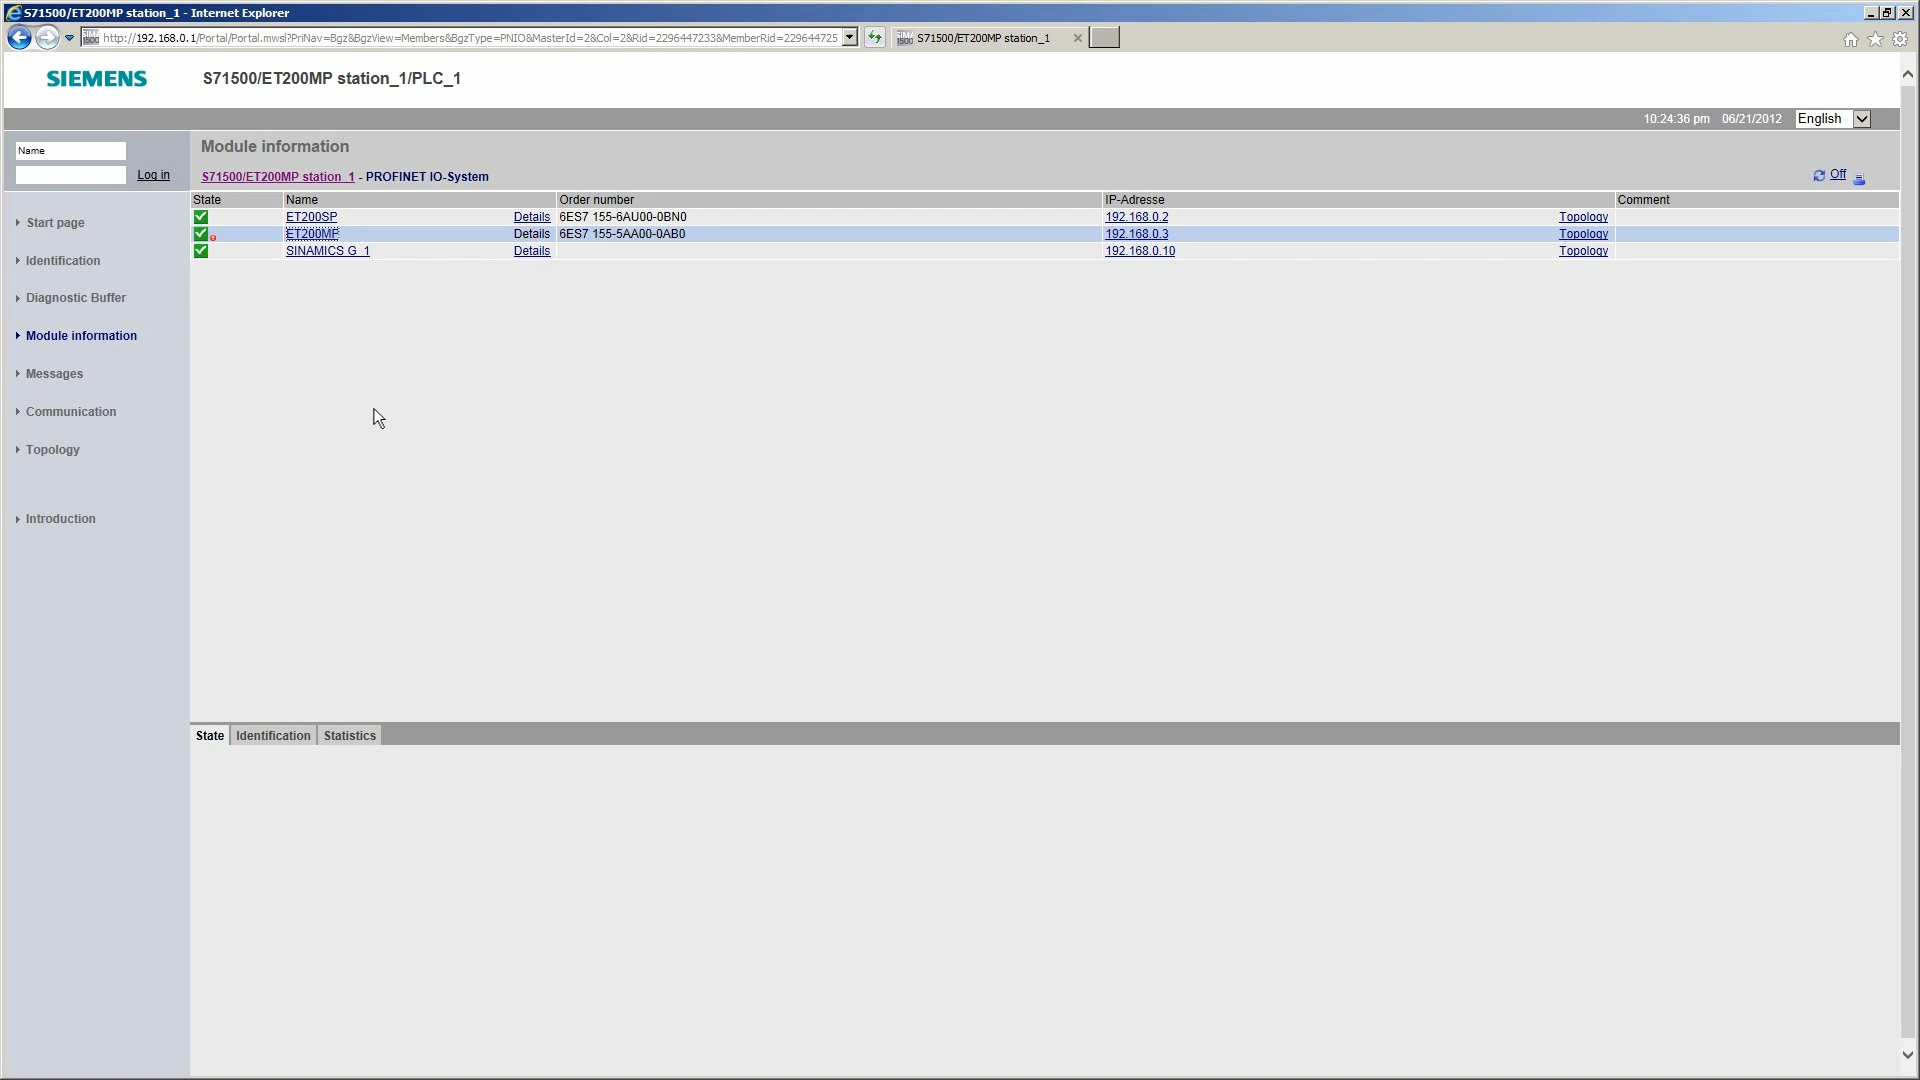 S71500/ET200MP station_1 - Internet Explorer
http://192.168.0.1/Portal/Portal.mwsl?PriNav=Bgz&BgzView=Members&BgzType=PNIO&MasterId=2&Col=2&Rid=2296447233&MemberRid=229644725
S71500/ET200MP station_1
SIEMENS
S71500/ET200MP station_1/PLC_1
10:24:36 pm 06/21/2012 English
Name
Log in
Module information
S71500/ET200MP station_1 - PROFINET IO-System
Off
State Name Order number IP-Adresse Comment
ET200SP Details 6ES7 155-6AU00-0BN0 192.168.0.2 Topology
ET200MP Details 6ES7 155-5AA00-0AB0 192.168.0.3 Topology
SINAMICS G_1 Details 192.168.0.10 Topology
Start page
Identification
Diagnostic Buffer
Module information
Messages
Communication
Topology
Introduction
State Identification Statistics